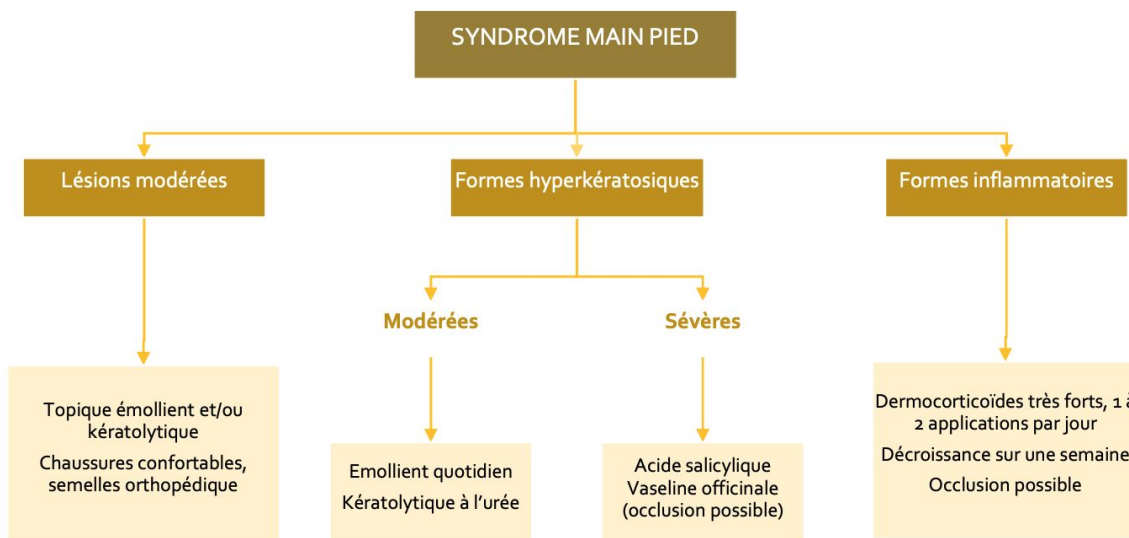 SYNDROME MAIN PIED
Lésions modérées
Formes hyperkératosiques
Formes inflammatoires
Modérées
Sévères
Topique émollient et/ou
kératolytique
Chaussures confortables,
semelles orthopédique
Emollient quotidien
Kératolytique à l'urée
Acide salicylique
Vaseline officinale
(occlusion possible)
Dermocorticoïdes très forts, 1 à
2 applications par jour
Décroissance sur une semaine
Occlusion possible